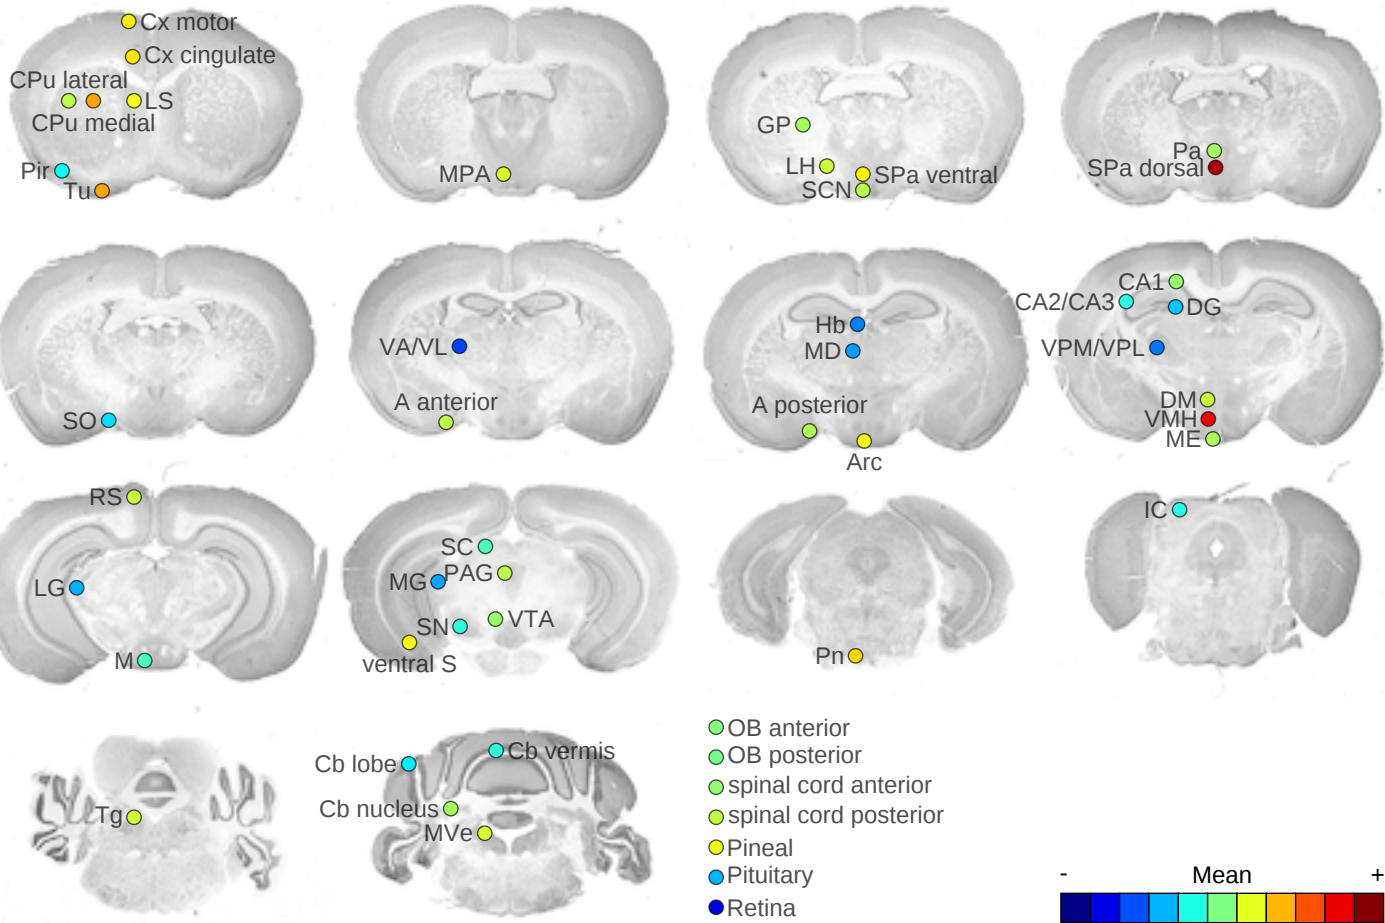 Cx motor
Cx cingulate
CPu lateral
LS
CPu medial
Pir
Tu
MPA
GP
LH
SPa ventral
SCN
Pa
SPa dorsal
SO
VA/VL
A anterior
Hb
MD
A posterior
Arc
CA1
CA2/CA3
DG
VPM/VPL
DM
VMH
ME
RS
LG
M
SC
MG
PAG
SN
VTA
ventral S
Pn
IC
Tg
Cb lobe
Cb vermis
Cb nucleus
MVe
OB anterior
OB posterior
spinal cord anterior
spinal cord posterior
Pineal
Pituitary
Retina
- Mean +